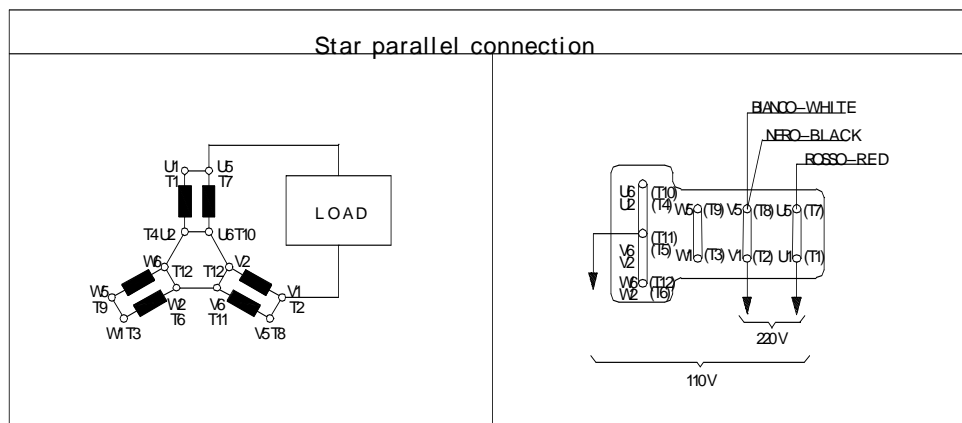 Star parallel connection
U1 U5
T1 T7
LOAD
T4 U2 U6 T10
W6 T12 T12 V2
W5 V1
T9 W2 V6 T2
W1 T3 T6 T11 V5 T8
BIANCO-WHITE
NERO-BLACK
ROSSO-RED
U6 (T10)
U2 (T4)
W5 (T9) V5 (T8) U5 (T7)
(T11)
(T5)
V6
V2
W1 (T3) V1 (T2) U1 (T1)
W6 (T12)
W2 (T6)
220V
110V